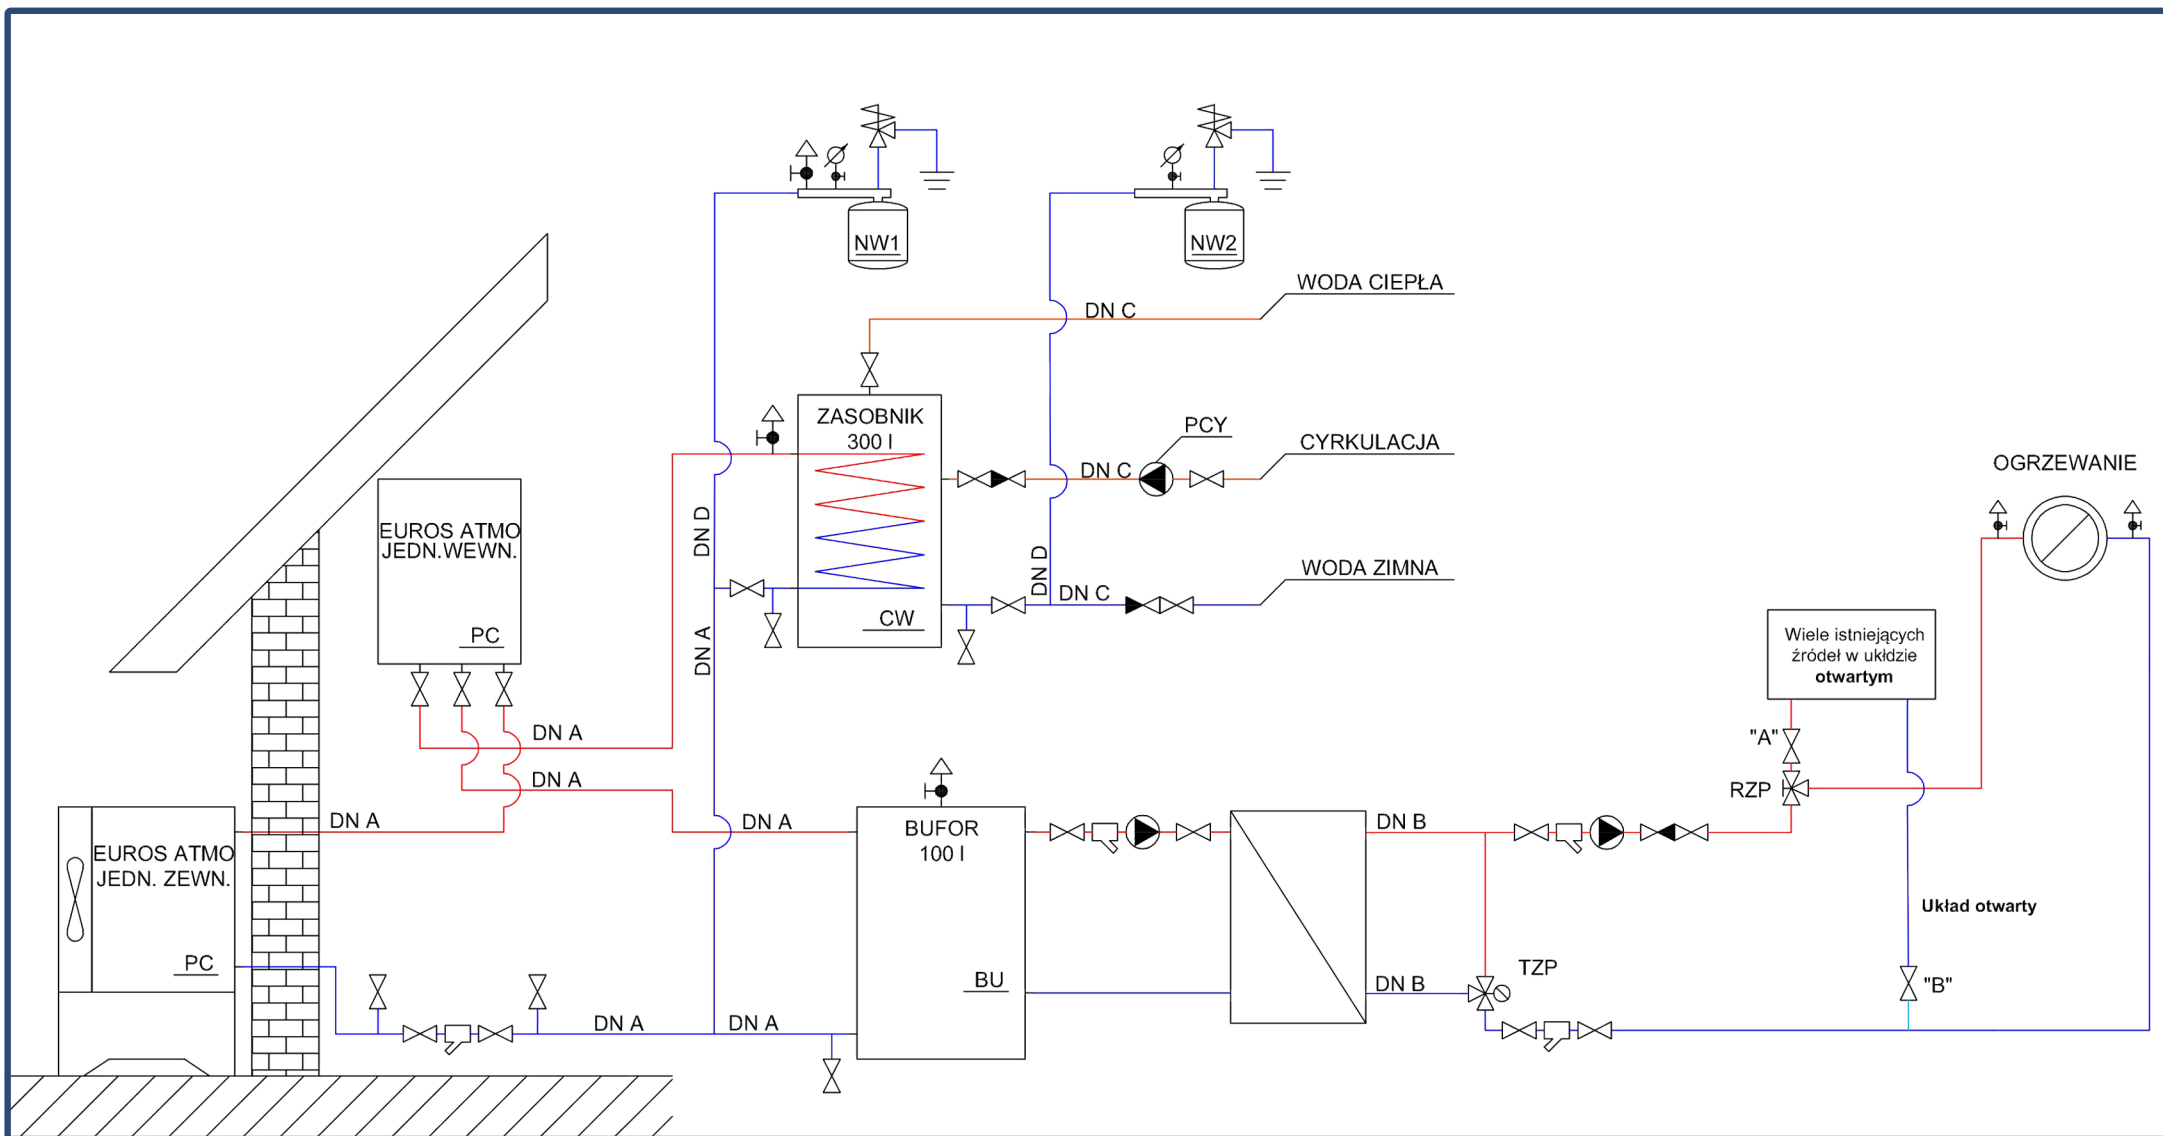 NW1
NW2
WODA CIEPŁA
DN C
ZASOBNIK
300 l
PCY
CYRKULACJA
DN C
OGRZEWANIE
EUROS ATMO
JEDN.WEWN.
PC
DN D
DN A
DN D
WODA ZIMNA
DN C
CW
Wiele istniejących
źródeł w ukłdzie
otwartym
"A"
RZP
DN A
DN A
DN A
DN A
BUFOR
100 l
DN B
EUROS ATMO
JEDN. ZEWN.
PC
Układ otwarty
BU
DN B
TZP
"B"
DN A
DN A